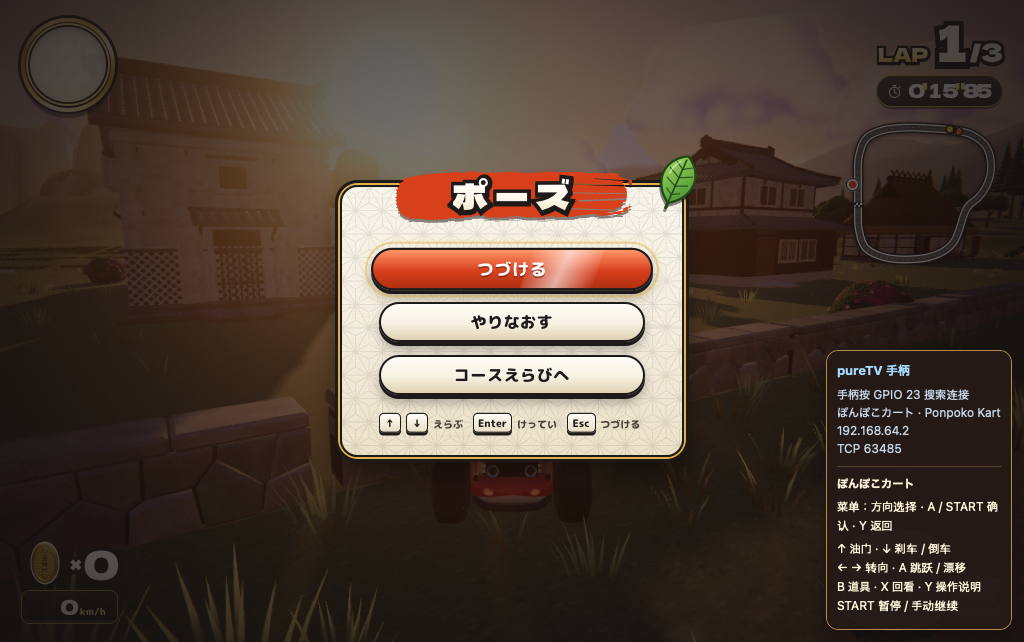 LAP 1/3
0'15"85
ポーズ
つづける
やりなおす
コースえらびへ
↑ ↓ えらぶ Enter けってい Esc つづける
×0
0 km/h
pureTV 手柄
手柄按 GPIO 23 搜索连接
ぽんぽこカート · Ponpoko Kart
192.168.64.2
TCP 63485
ぽんぽこカート
菜单：方向选择 · A / START 确
认 · Y 返回
↑ 油门 · ↓ 刹车 / 倒车
← → 转向 · A 跳跃 / 漂移
B 道具 · X 回看 · Y 操作说明
START 暂停 / 手动继续